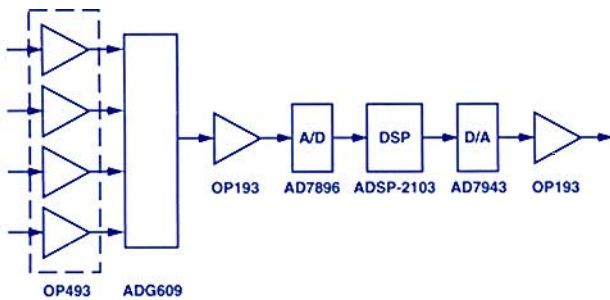 A/D
DSP
D/A
OP193
AD7896
ADSP-2103
AD7943
OP193
OP493
ADG609